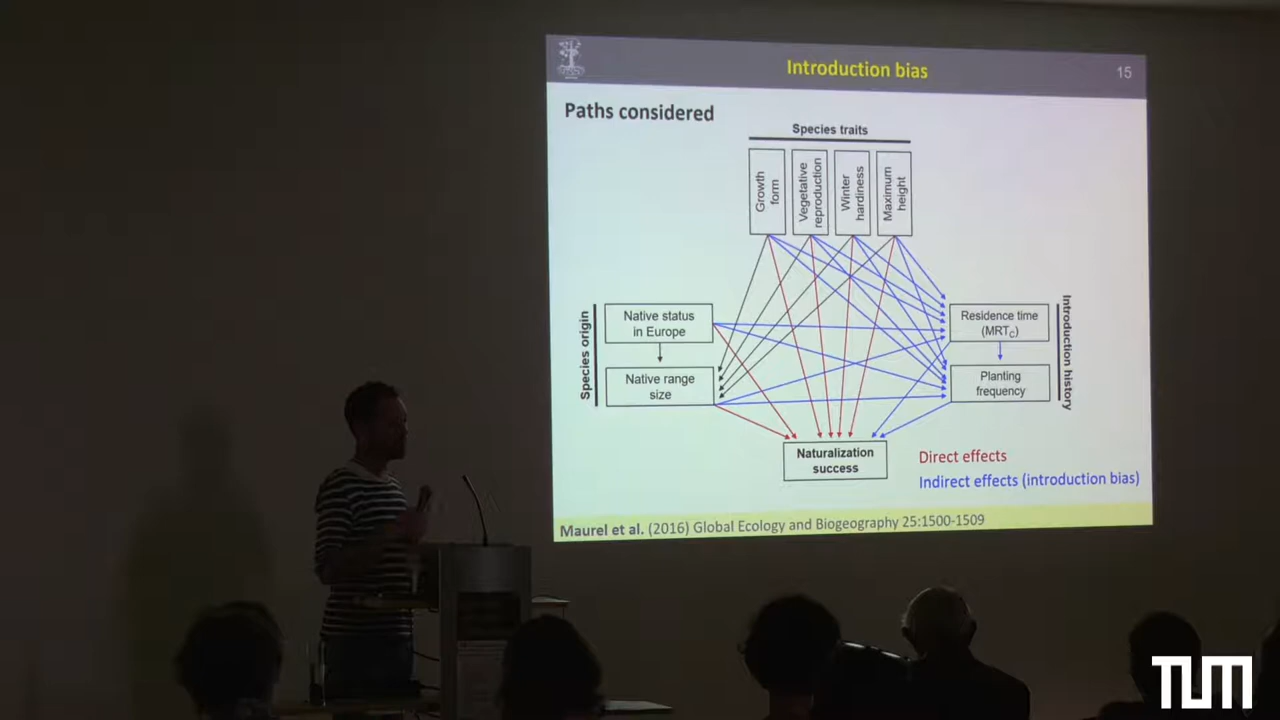 Introduction bias
15
Paths considered
Species traits
Growth
form
Vegetative
reproduction
Winter
hardiness
Maximum
height
Species origin
Native status
in Europe
Native range
size
Residence time
(MRTC)
Planting
frequency
Introduction history
Naturalization
success
Direct effects
Indirect effects (introduction bias)
Maurel et al. (2016) Global Ecology and Biogeography 25:1500-1509
TUM